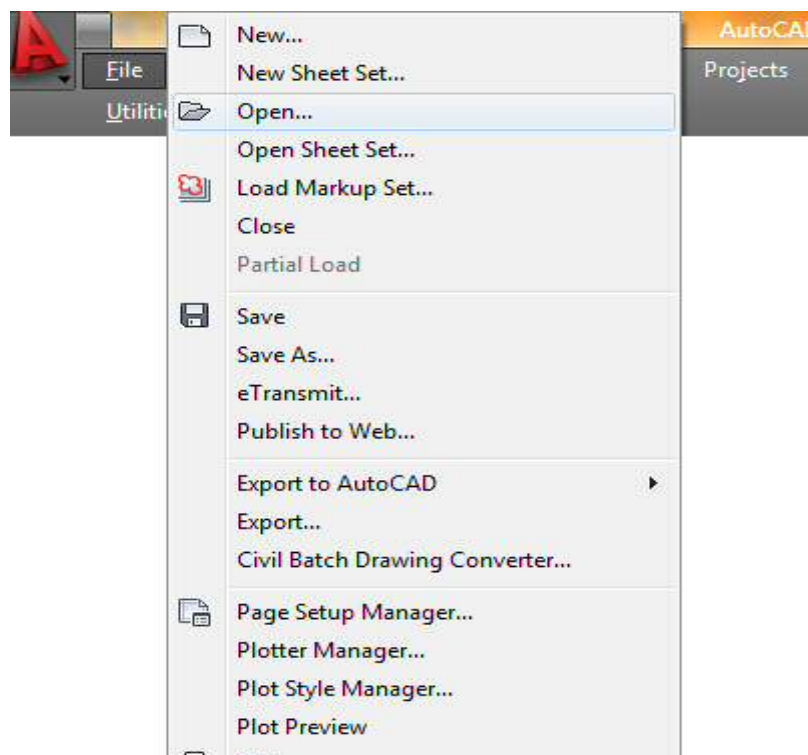 AutoCA
File
Projects
Utiliti
New...
New Sheet Set...
Open...
Open Sheet Set...
Load Markup Set...
Close
Partial Load
Save
Save As...
eTransmit...
Publish to Web...
Export to AutoCAD
Export...
Civil Batch Drawing Converter...
Page Setup Manager...
Plotter Manager...
Plot Style Manager...
Plot Preview